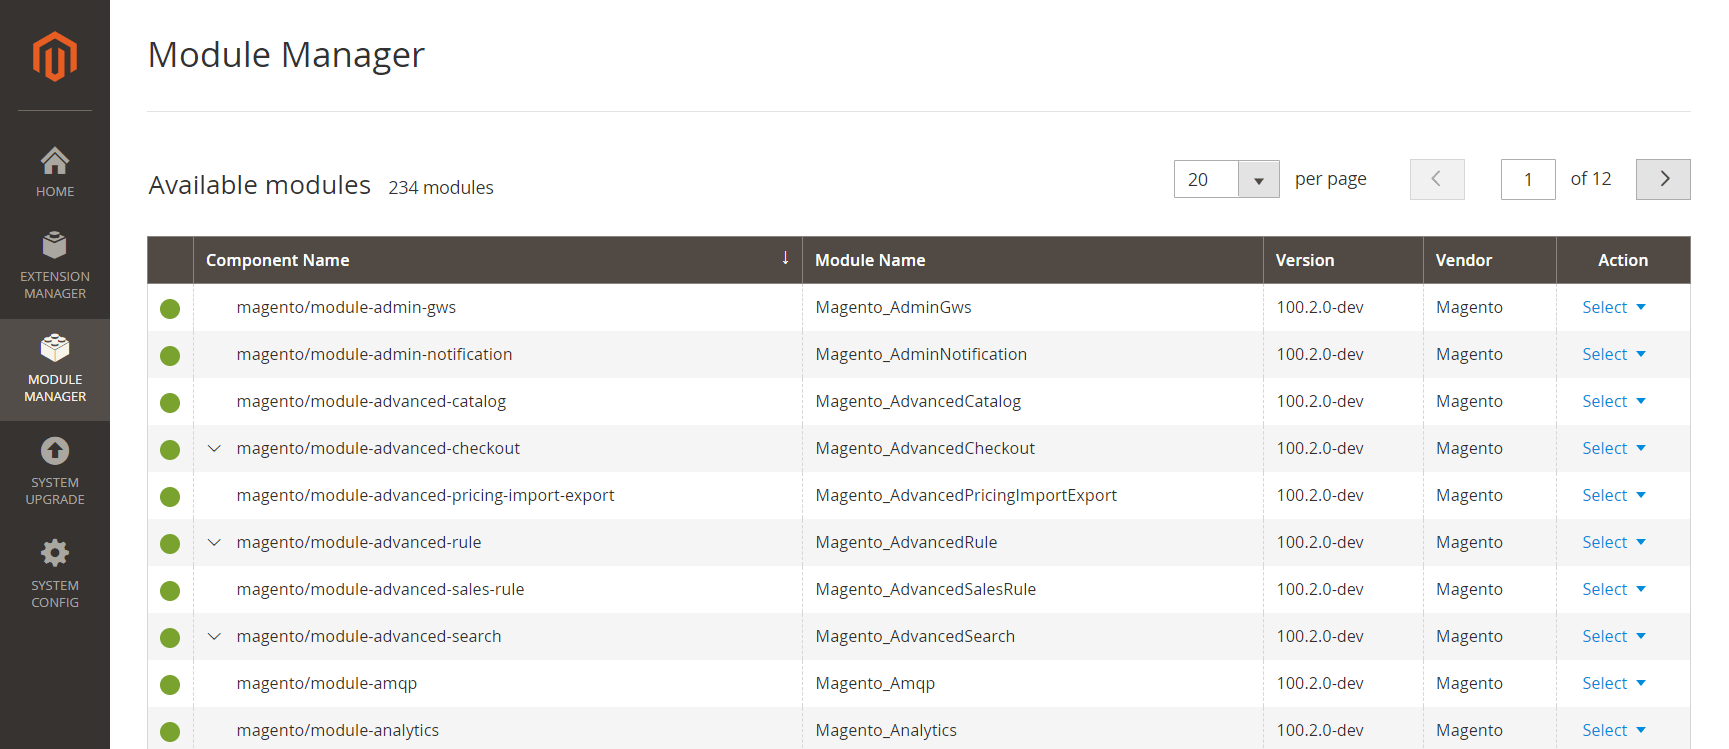 Module Manager
HOME
EXTENSION
MANAGER
MODULE
MANAGER
SYSTEM
UPGRADE
SYSTEM
CONFIG
Available modules 234 modules
20 per page 1 of 12
Component Name ↓ Module Name Version Vendor Action
magento/module-admin-gws Magento_AdminGws 100.2.0-dev Magento Select
magento/module-admin-notification Magento_AdminNotification 100.2.0-dev Magento Select
magento/module-advanced-catalog Magento_AdvancedCatalog 100.2.0-dev Magento Select
magento/module-advanced-checkout Magento_AdvancedCheckout 100.2.0-dev Magento Select
magento/module-advanced-pricing-import-export Magento_AdvancedPricingImportExport 100.2.0-dev Magento Select
magento/module-advanced-rule Magento_AdvancedRule 100.2.0-dev Magento Select
magento/module-advanced-sales-rule Magento_AdvancedSalesRule 100.2.0-dev Magento Select
magento/module-advanced-search Magento_AdvancedSearch 100.2.0-dev Magento Select
magento/module-amqp Magento_Amqp 100.2.0-dev Magento Select
magento/module-analytics Magento_Analytics 100.2.0-dev Magento Select